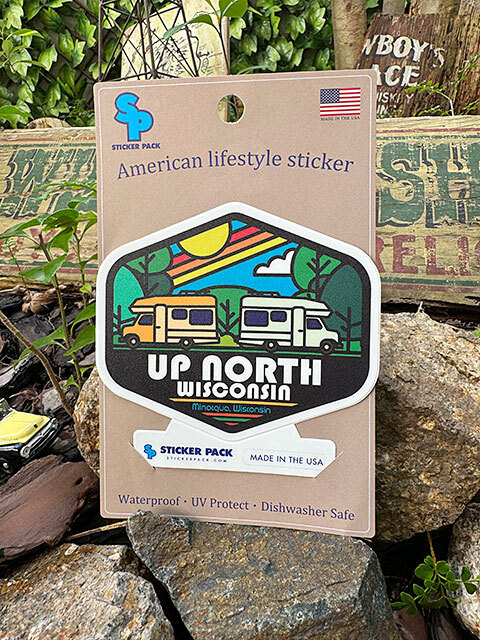 SP
STICKER PACK
MADE IN THE USA
American lifestyle sticker
UP NORTH
WISCONSIN
Minocqua, Wisconsin
SP STICKER PACK
STICKERPACK.COM
MADE IN THE USA
Waterproof・UV Protect・Dishwasher Safe